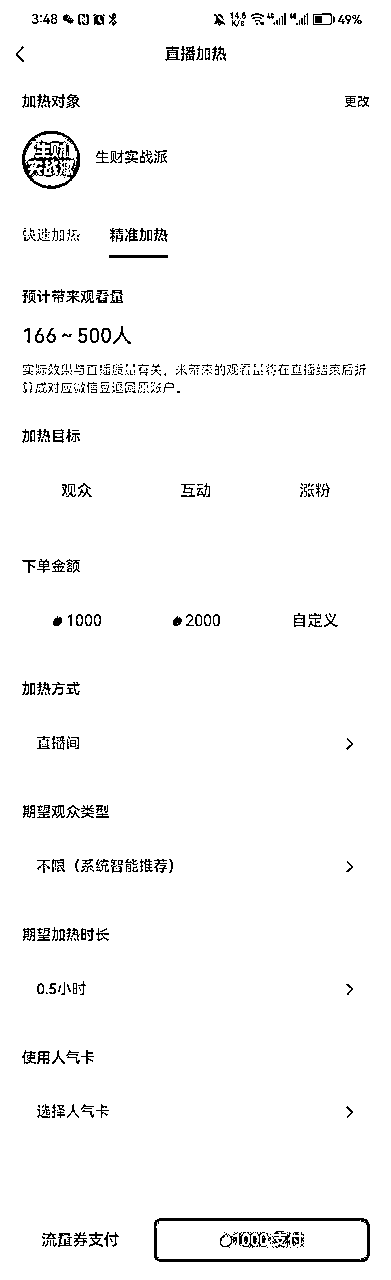 3:48 14.6 K/s 4G 4G 49%
直播加热
加热对象 更改
生财实战派
生财实战派
快速加热 精准加热
预计带来观看量
166~500人
实际效果与直播质量有关，未带来的观看量将在直播结束后折
算成对应微信豆退回原账户。
加热目标
观众 互动 涨粉
下单金额
1000 2000 自定义
加热方式
直播间
期望观众类型
不限（系统智能推荐）
期望加热时长
0.5小时
使用人气卡
选择人气卡
流量券支付 1000 支付